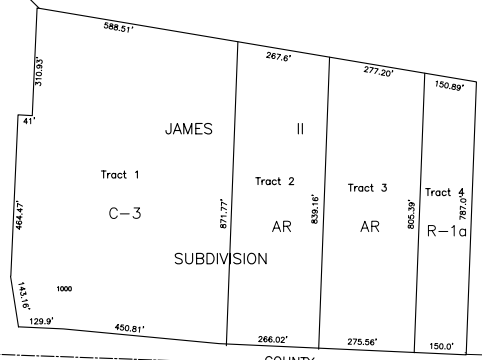 588.51'
267.6'
277.20'
150.89'
310.93'
41'
JAMES II
Tract 1
Tract 2
Tract 3
Tract 4
C-3
AR
AR
R-1a
464.47'
871.77'
839.16'
805.39'
787.0'
SUBDIVISION
143.16'
1000
129.9'
450.81'
266.02'
275.56'
150.0'
COUNTY